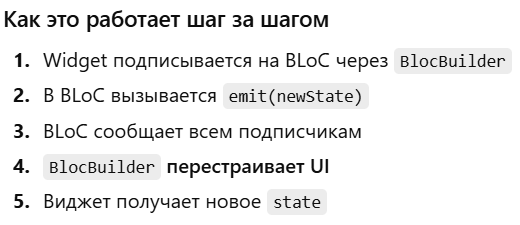 Как это работает шаг за шагом
1. Widget подписывается на BLoC через BlocBuilder
2. В BLoC вызывается emit(newState)
3. BLoC сообщает всем подписчикам
4. BlocBuilder перестраивает UI
5. Виджет получает новое state